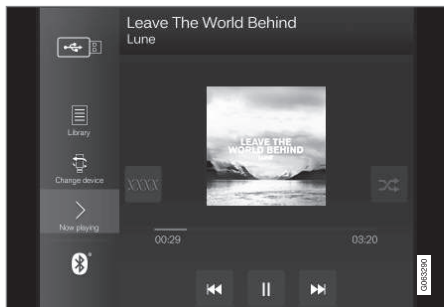 Leave The World Behind
Lune
Library
Change device
Now playing
LEAVE THE
WORLD BEHIND
LUNE
XXXX
00:29
03:20
G063290